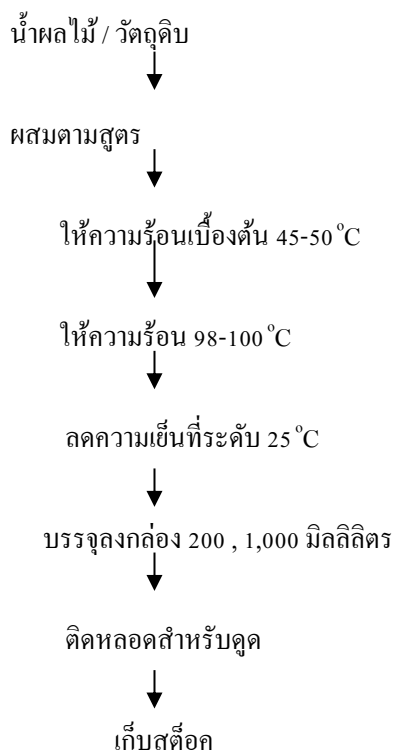 น้ำผลไม้ / วัตถุดิบ
ผสมตามสูตร
ให้ความร้อนเบื้องต้น 45-50 °C
ให้ความร้อน 98-100 °C
ลดความเย็นที่ระดับ 25 °C
บรรจุลงกล่อง 200 , 1,000 มิลลิลิตร
ติดหลอดสำหรับดูด
เก็บสต็อค